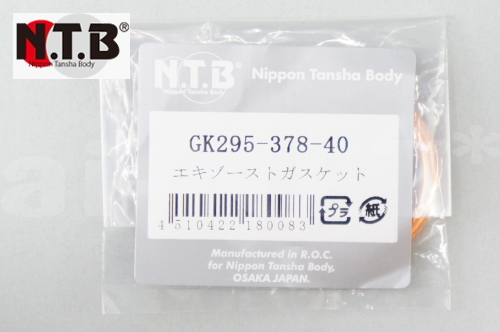 N.T.B®
Nippon Tansha Body
N.T.B®
Nippon Tansha Body
Nippon Tansha Body
GK295-378-40
エキゾーストガスケット
4 510422 180083
プラ
紙
Manufactured in R.O.C.
for Nippon Tansha Body,
OSAKA JAPAN.